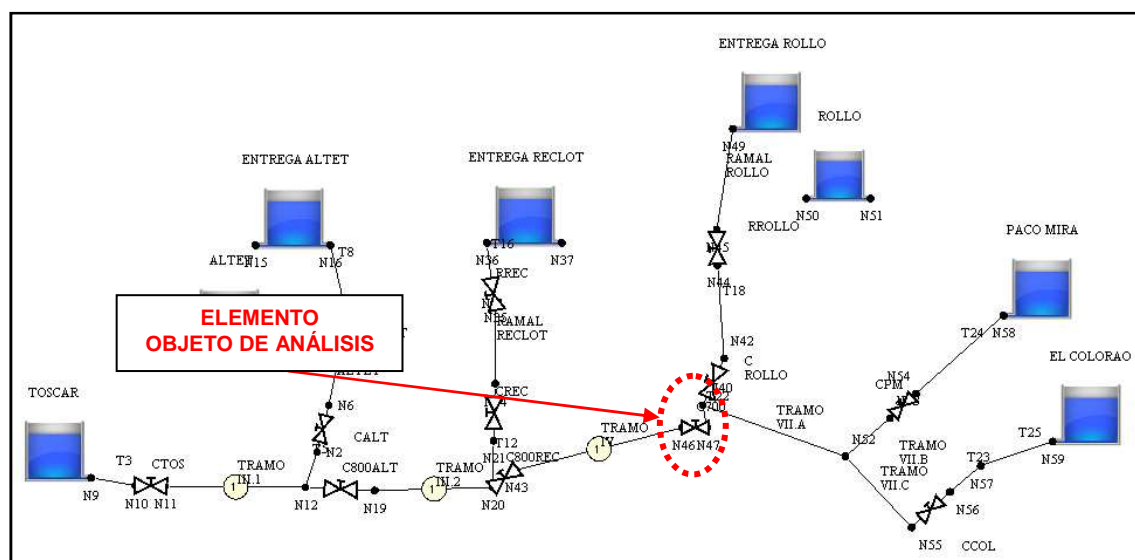 ENTREGA ROLLO
ROLLO
N49
RAMAL
ROLLO
N50
N51
ENTREGA ALTET
ENTREGA RECLOT
RROLLO
PACO MIRA
T16
N36
N37
T8
N15
N16
ALTET
N44
T18
RREC
RAMAL
RECLOT
ELEMENTO
OBJETO DE ANÁLISIS
T24
N58
N42
C
ROLLO
EL COLORAO
TOSCAR
N54
CPM
N6
CREC
TRAMO
VII.A
TRAMO
IV
N46
N47
CALT
T12
N21
C800REC
N43
T3
CTOS
TRAMO
III.1
C800ALT
TRAMO
III.2
N52
TRAMO
VII.B
TRAMO
VII.C
T25
N59
T23
N57
N9
N10
N11
N12
N19
N20
N56
N55
CCOL